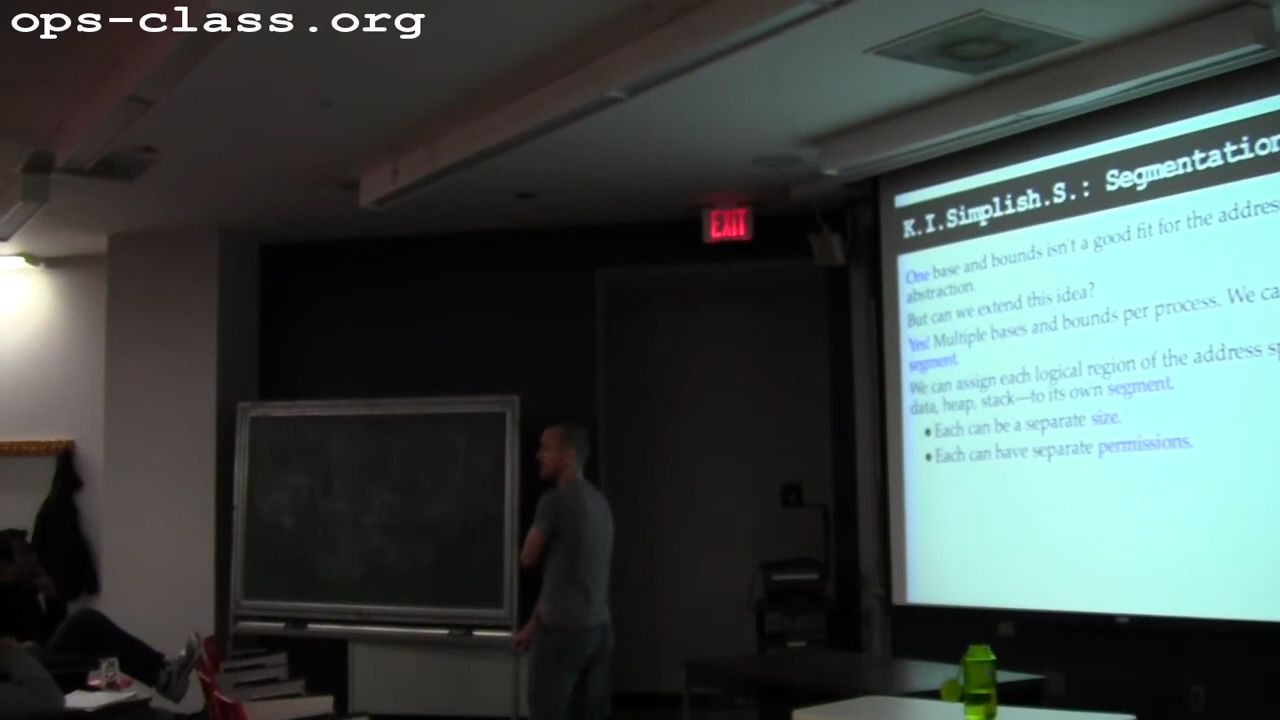 ops-class.org
EXIT
K.I.Simplish.S.: Segmentation
One base and bounds isn't a good fit for the
abstraction.
But can we extend this idea?
Yes! Multiple bases and bounds per process. We
segment.
We can assign each logical region of the address
data, heap, stack—to its own segment.
• Each can be a separate size.
• Each can have separate permissions.